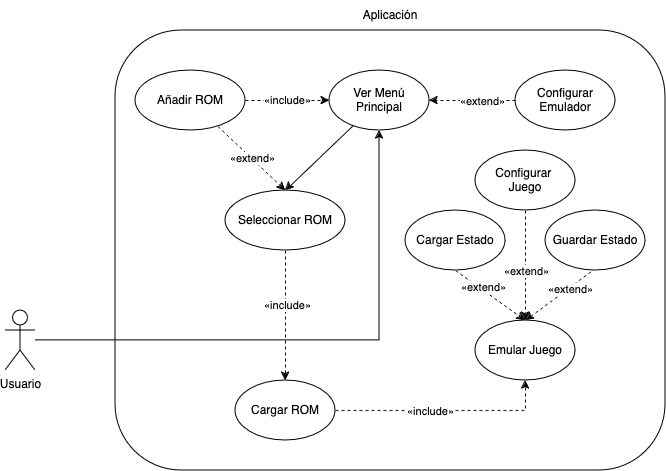 Aplicación
Añadir ROM
«include»
Ver Menú
Principal
«extend»
Configurar
Emulador
«extend»
Configurar
Juego
Seleccionar ROM
Cargar Estado
Guardar Estado
«extend»
«extend»
«extend»
«include»
Emular Juego
Usuario
Cargar ROM
«include»